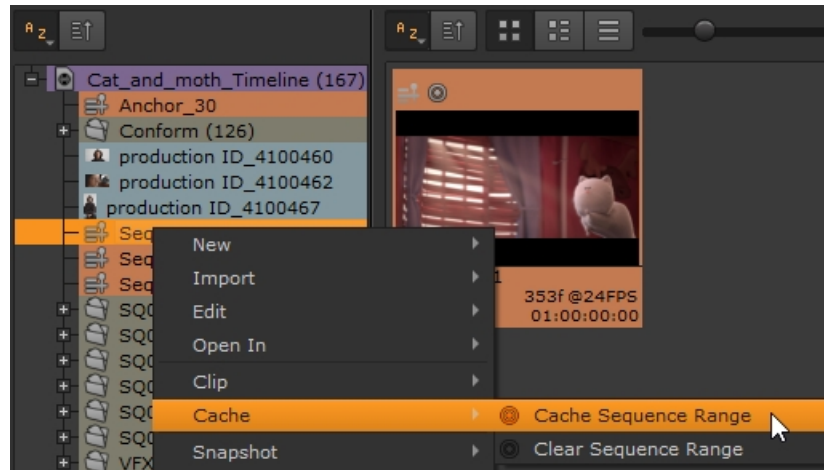 Cat_and_moth_Timeline (167)
Anchor_30
Conform (126)
production ID_4100460
production ID_4100462
production ID_4100467
New
Import
Edit
Open In
Clip
Cache
Snapshot
353f @24FPS
01:00:00:00
Cache Sequence Range
Clear Sequence Range